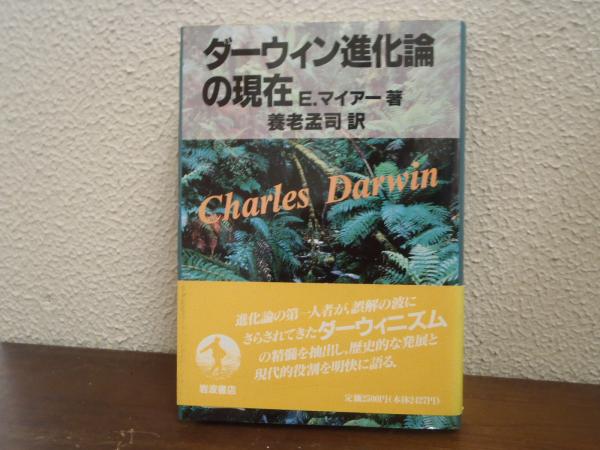 ダーウィン進化論
の現在 E.マイアー 著
養老孟司 訳
Charles Darwin
進化論の第一人者が、誤解の波に
さらされてきたダーウィニズム
の精髄を抽出し、歴史的な発展と
現代的役割を明快に語る。
岩波書店
定価2500円(本体2427円)